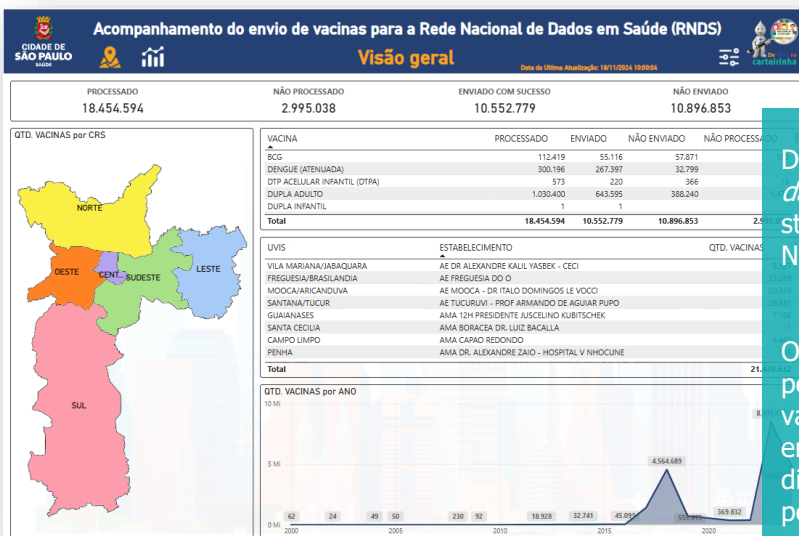 CIDADE DE
SÃO PAULO
SAÚDE
Acompanhamento do envio de vacinas para a Rede Nacional de Dados em Saúde (RNDS)
Visão geral
Data da Ultima Atualização: 18/11/2024 10:00:04
De na
carteirinha
PROCESSADO NÃO PROCESSADO ENVIADO COM SUCESSO NÃO ENVIADO
18.454.594 2.995.038 10.552.779 10.896.853
QTD. VACINAS por CRS
NORTE
OESTE
CENT...
SUDESTE
LESTE
SUL
VACINA PROCESSADO ENVIADO NÃO ENVIADO NÃO PROCESSADO
BCG 112.419 55.116 57.871
DENGUE (ATENUADA) 300.196 267.397 32.799
DTP ACELULAR INFANTIL (DTPA) 573 220 366
DUPLA ADULTO 1.030.400 643.595 388.240
DUPLA INFANTIL 1 1
Total 18.454.594 10.552.779 10.896.853
UVIS ESTABELECIMENTO QTD. VACINAS
VILA MARIANA/JABAQUARA AE DR ALEXANDRE KALIL YASBEK - CECI
FREGUESIA/BRASILANDIA AE FREGUESIA DO O
MOOCA/ARICANDUVA AE MOOCA - DR ITALO DOMINGOS LE VOCCI
SANTANA/TUCUR AE TUCURUVI - PROF ARMANDO DE AGUIAR PUPO
GUAIANASES AMA 12H PRESIDENTE JUSCELINO KUBITSCHEK
SANTA CECILIA AMA BORACEA DR. LUIZ BACALLA
CAMPO LIMPO AMA CAPAO REDONDO
PENHA AMA DR. ALEXANDRE ZAIO - HOSPITAL V NHOCUNE
Total 21.449.632
QTD. VACINAS por ANO
10 Mi
5 Mi
0 Mi
62 24 49 50 230 92 18.928 32.741 45.093 4.564.689 369.832
2000 2005 2010 2015 2020